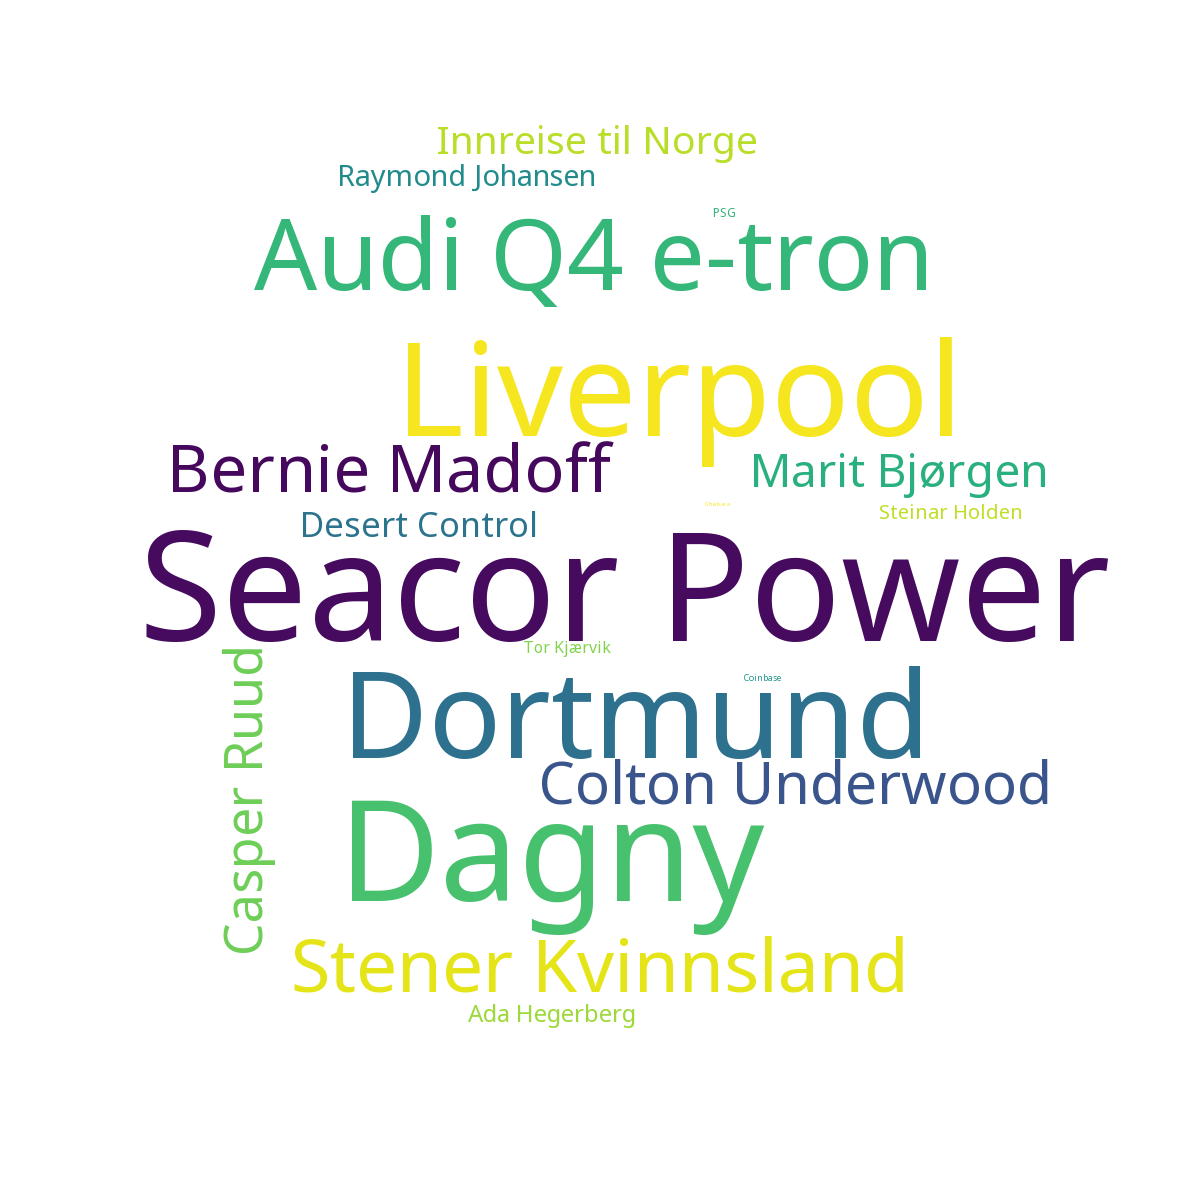 Innreise til Norge
Raymond Johansen
PSG
Audi Q4 e-tron
Liverpool
Bernie Madoff
Marit Bjørgen
Steinar Holden
Desert Control
Seacor Power
Tor Kjærvik
Casper Ruud
Dortmund
Coinbase
Colton Underwood
Dagny
Stener Kvinnsland
Ada Hegerberg